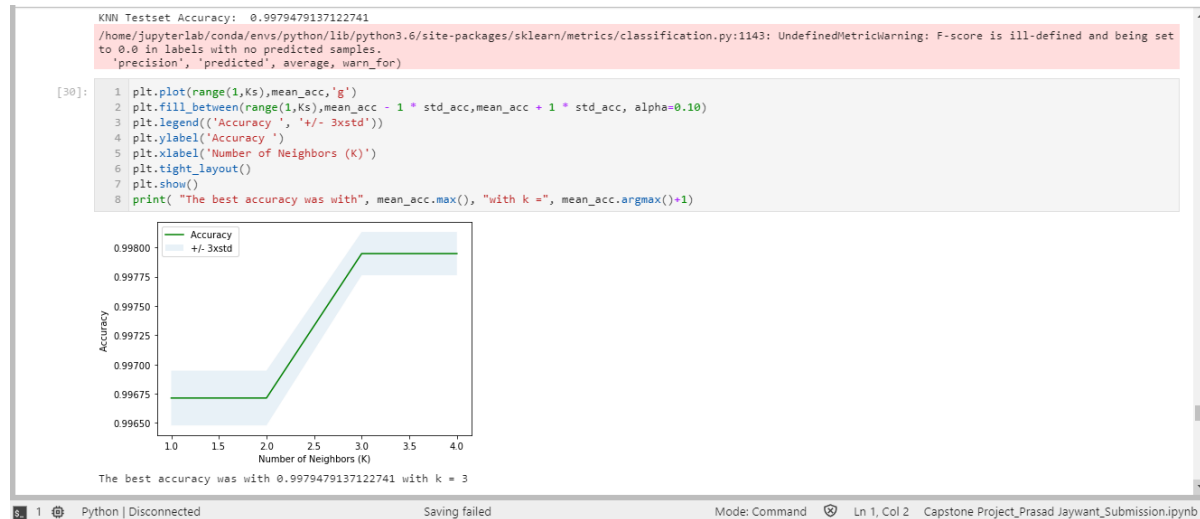 KNN Testset Accuracy:  0.9979479137122741
/home/jupyterlab/conda/envs/python/lib/python3.6/site-packages/sklearn/metrics/classification.py:1143: UndefinedMetricWarning: F-score is ill-defined and being set
to 0.0 in labels with no predicted samples.
  'precision', 'predicted', average, warn_for)
[30]:
1 plt.plot(range(1,Ks),mean_acc,'g')
2 plt.fill_between(range(1,Ks),mean_acc - 1 * std_acc,mean_acc + 1 * std_acc, alpha=0.10)
3 plt.legend(('Accuracy ', '+/- 3xstd'))
4 plt.ylabel('Accuracy ')
5 plt.xlabel('Number of Neighbors (K)')
6 plt.tight_layout()
7 plt.show()
8 print( "The best accuracy was with", mean_acc.max(), "with k =", mean_acc.argmax()+1)
Accuracy
+/- 3xstd
0.99800
0.99775
0.99750
0.99725
0.99700
0.99675
0.99650
Accuracy
1.0 1.5 2.0 2.5 3.0 3.5 4.0
Number of Neighbors (K)
The best accuracy was with 0.9979479137122741 with k = 3
s_ 1 Python | Disconnected Saving failed Mode: Command Ln 1, Col 2 Capstone Project_Prasad Jaywant_Submission.ipynb